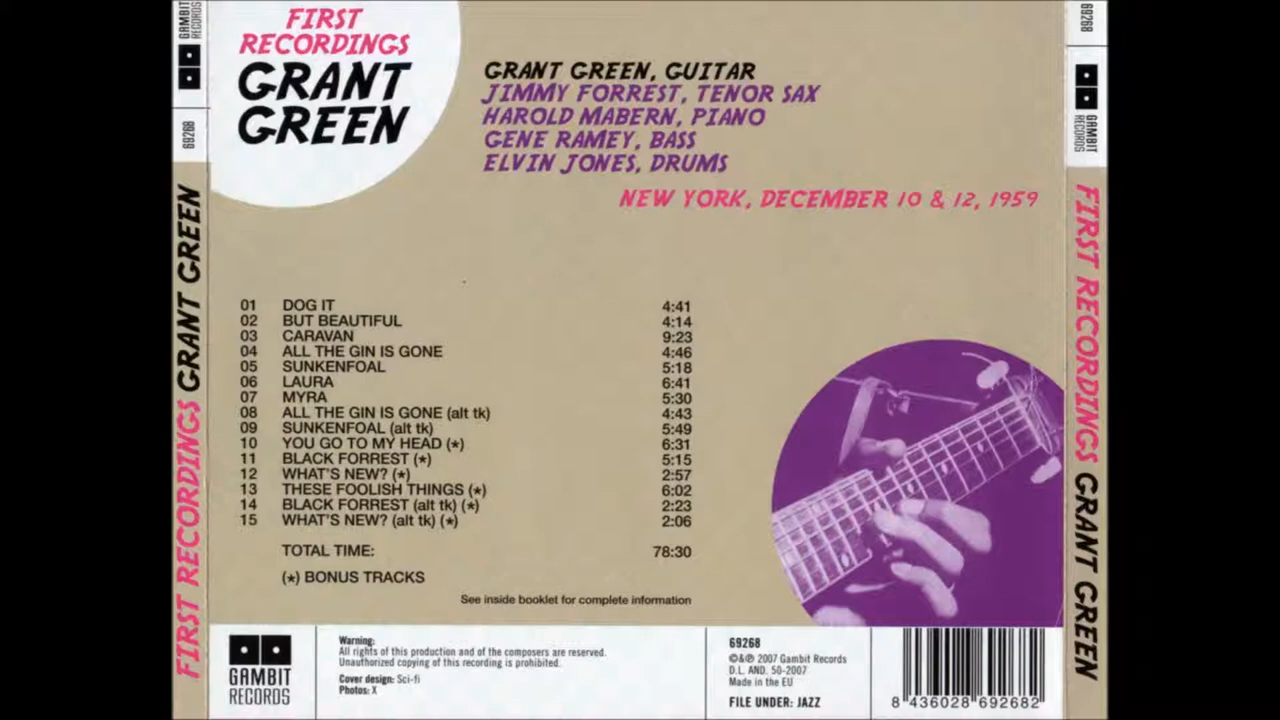 FIRST
RECORDINGS
GRANT
GREEN
GRANT GREEN, GUITAR
JIMMY FORREST, TENOR SAX
HAROLD MABERN, PIANO
GENE RAMEY, BASS
ELVIN JONES, DRUMS
NEW YORK, DECEMBER 10 & 12, 1959
01 DOG IT 4:41
02 BUT BEAUTIFUL 4:14
03 CARAVAN 9:23
04 ALL THE GIN IS GONE 4:46
05 SUNKENFOAL 5:18
06 LAURA 6:41
07 MYRA 5:30
08 ALL THE GIN IS GONE (alt tk) 4:43
09 SUNKENFOAL (alt tk) 5:49
10 YOU GO TO MY HEAD (*) 6:31
11 BLACK FORREST (*) 5:15
12 WHAT'S NEW? (*) 2:57
13 THESE FOOLISH THINGS (*) 6:02
14 BLACK FORREST (alt tk) (*) 2:23
15 WHAT'S NEW? (alt tk) (*) 2:06
TOTAL TIME: 78:30
(*) BONUS TRACKS
See inside booklet for complete information
GAMBIT
RECORDS
Warning:
All rights of this production and of the composers are reserved.
Unauthorized copying of this recording is prohibited.
Cover design: Sci-fi
Photos: X
69268
©&℗ 2007 Gambit Records
D.L. AND. 50-2007
Made in the EU
FILE UNDER: JAZZ
8 436028 692682
GAMBIT
RECORDS
69268
FIRST RECORDINGS GRANT GREEN
69268
GAMBIT
RECORDS
FIRST RECORDINGS GRANT GREEN